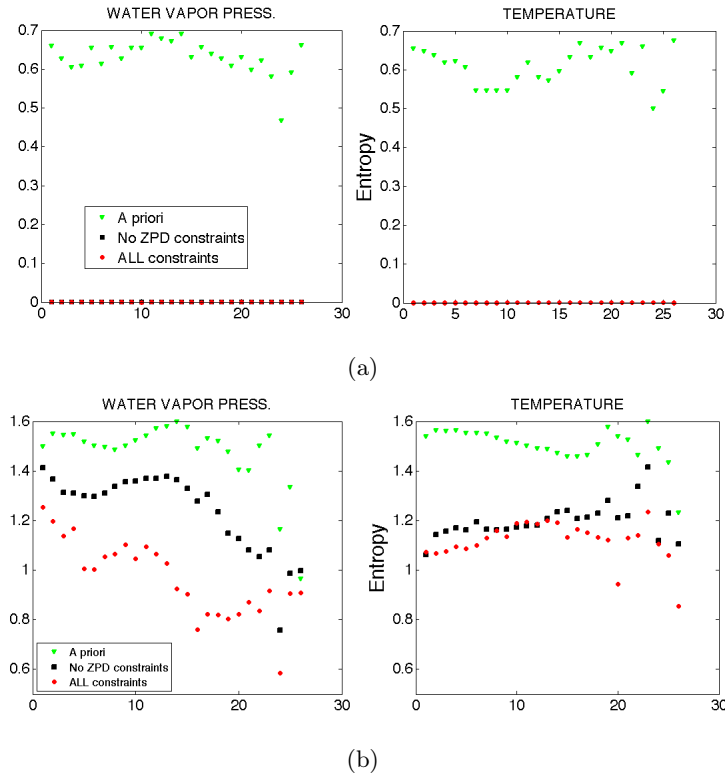 WATER VAPOR PRESS.
0.7
0.6
0.5
0.4
0.3
0.2
0.1
0
0 10 20 30
A priori
No ZPD constraints
ALL constraints
TEMPERATURE
Entropy
0.7
0.6
0.5
0.4
0.3
0.2
0.1
0
0 5 10 15 20 25 30
(a)
WATER VAPOR PRESS.
1.6
1.4
1.2
1
0.8
0.6
0 10 20 30
A priori
No ZPD constraints
ALL constraints
TEMPERATURE
Entropy
1.6
1.4
1.2
1
0.8
0.6
0 10 20 30
(b)